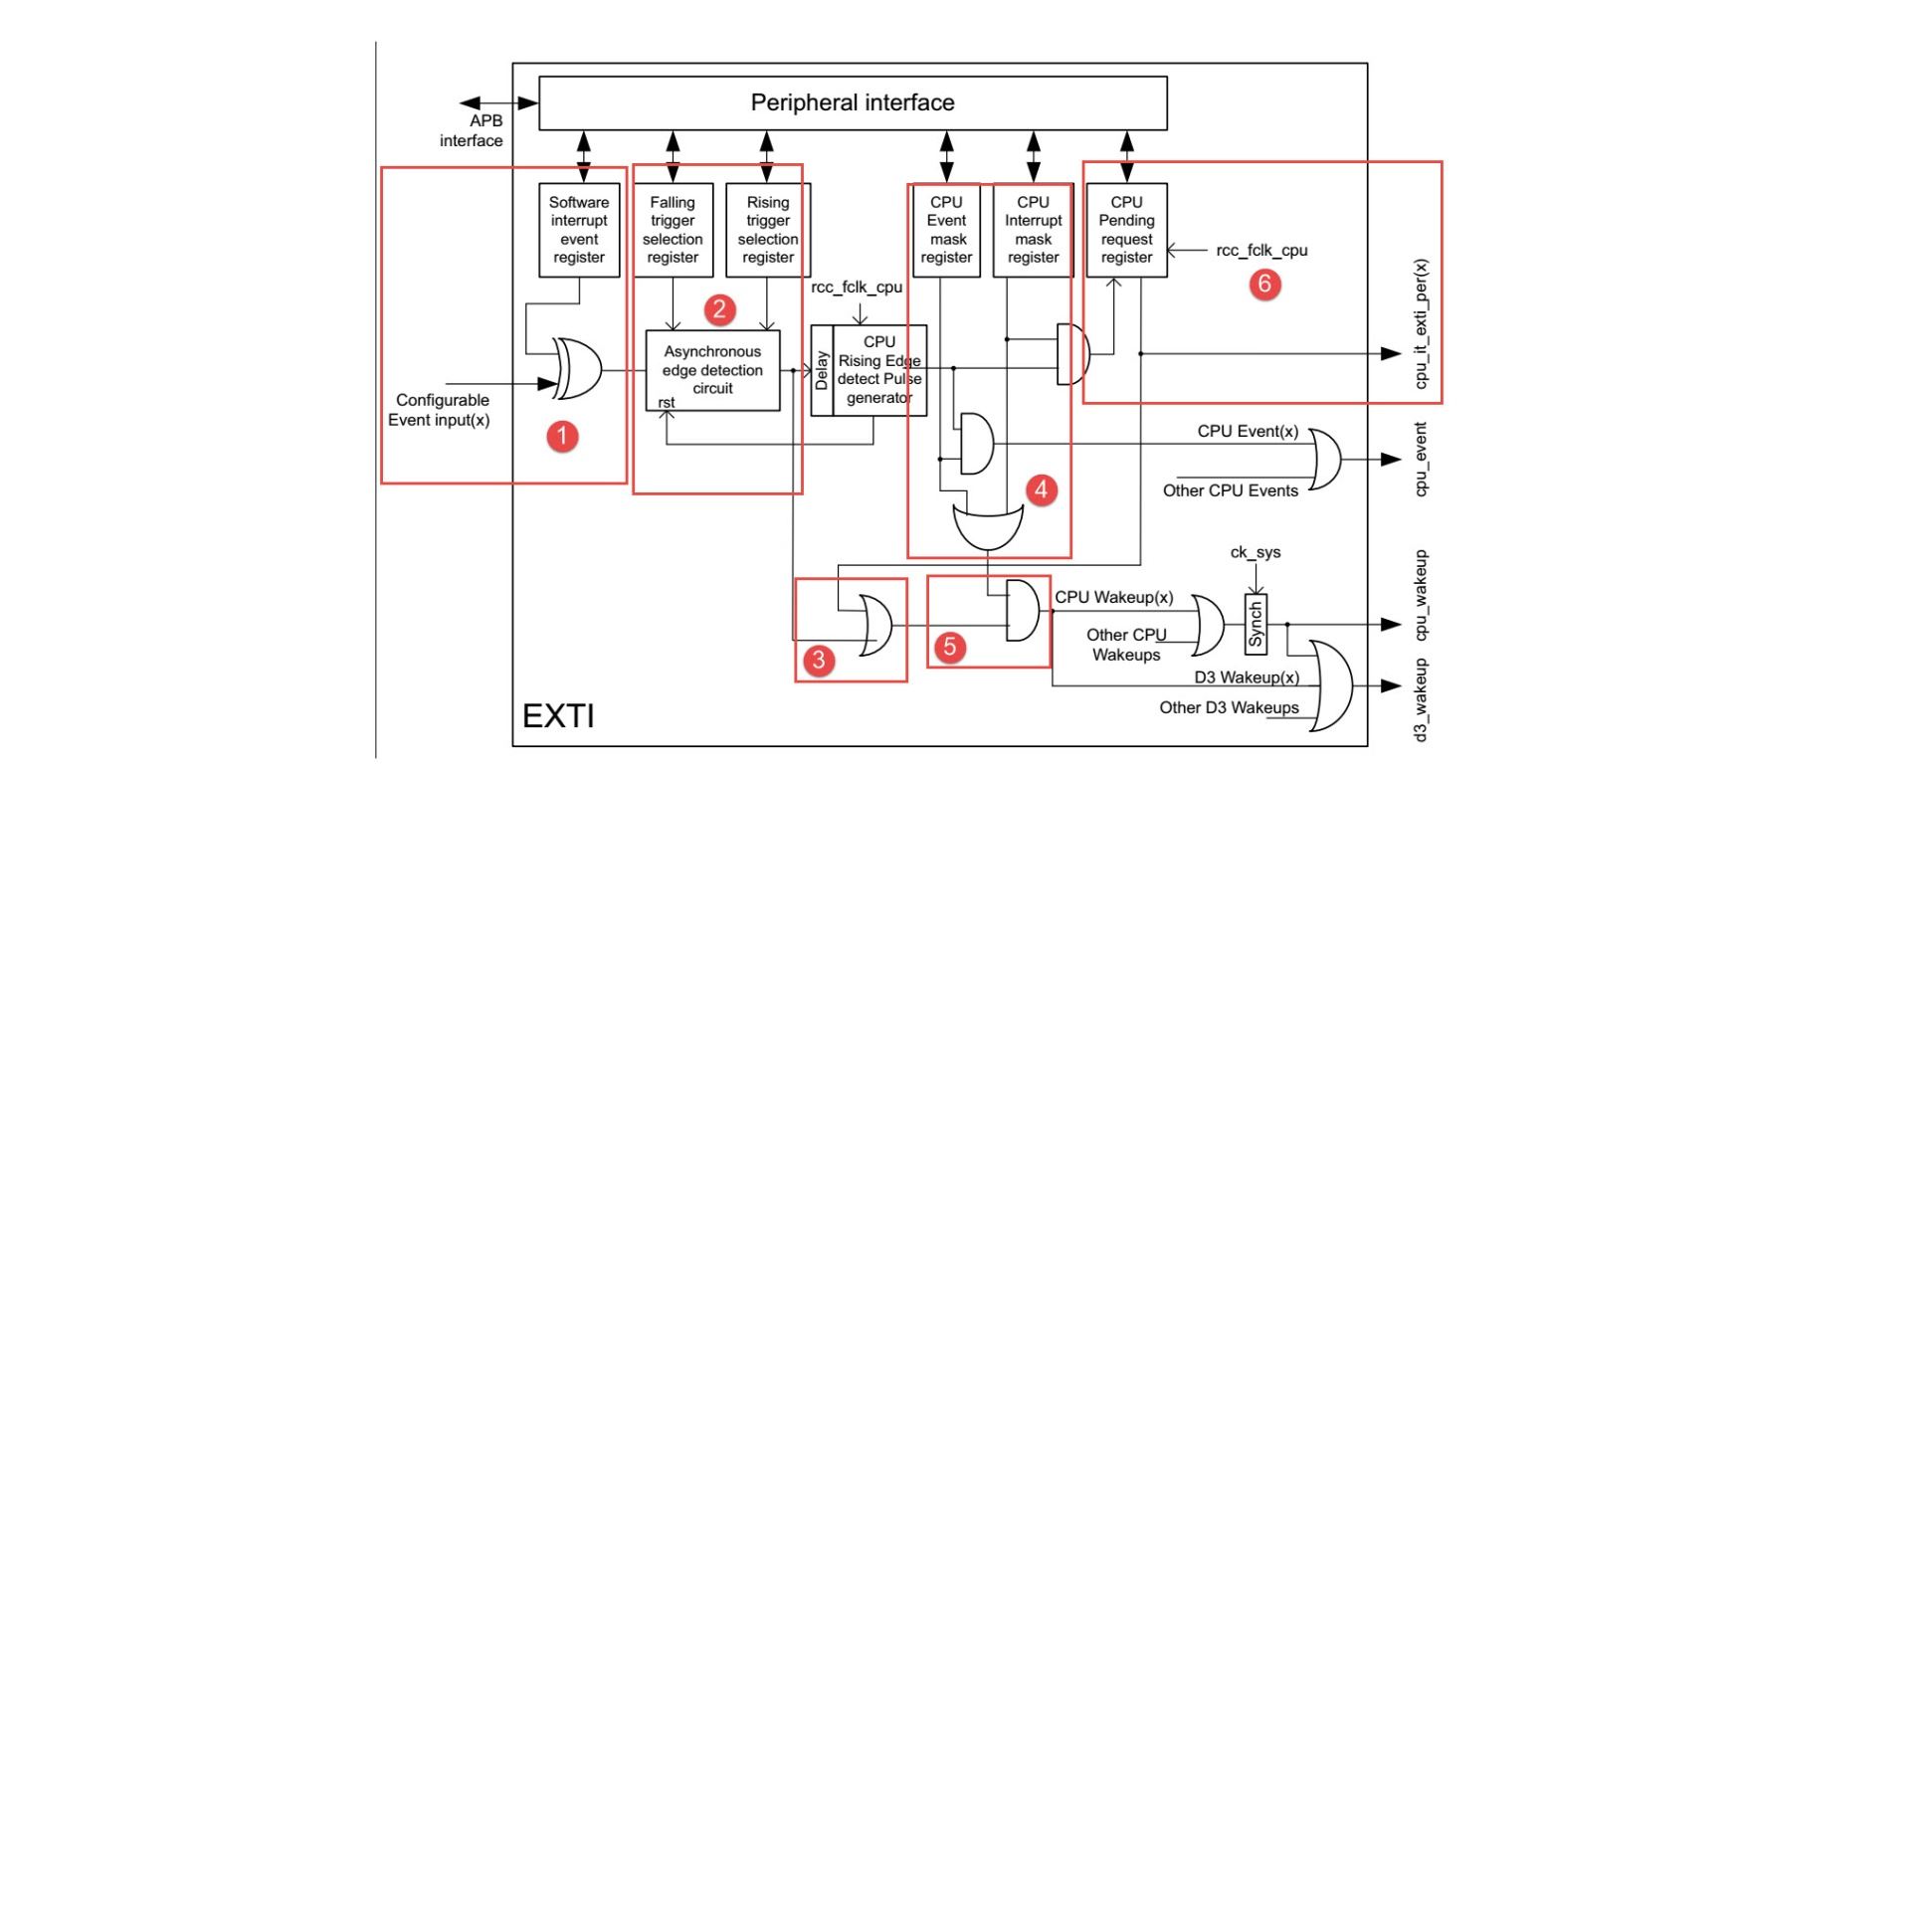 Peripheral interface
APB
interface
Software
interrupt
event
register
Falling
trigger
selection
register
Rising
trigger
selection
register
CPU
Event
mask
register
CPU
Interrupt
mask
register
CPU
Pending
request
register
rcc_fclk_cpu
6
cpu_it_exti_per(x)
2
rcc_fclk_cpu
Asynchronous
edge detection
circuit
rst
Delay
CPU
Rising Edge
detect Pulse
generator
Configurable
Event input(x)
1
CPU Event(x)
Other CPU Events
cpu_event
4
ck_sys
Synch
cpu_wakeup
CPU Wakeup(x)
Other CPU
Wakeups
3
5
D3 Wakeup(x)
Other D3 Wakeups
d3_wakeup
EXTI